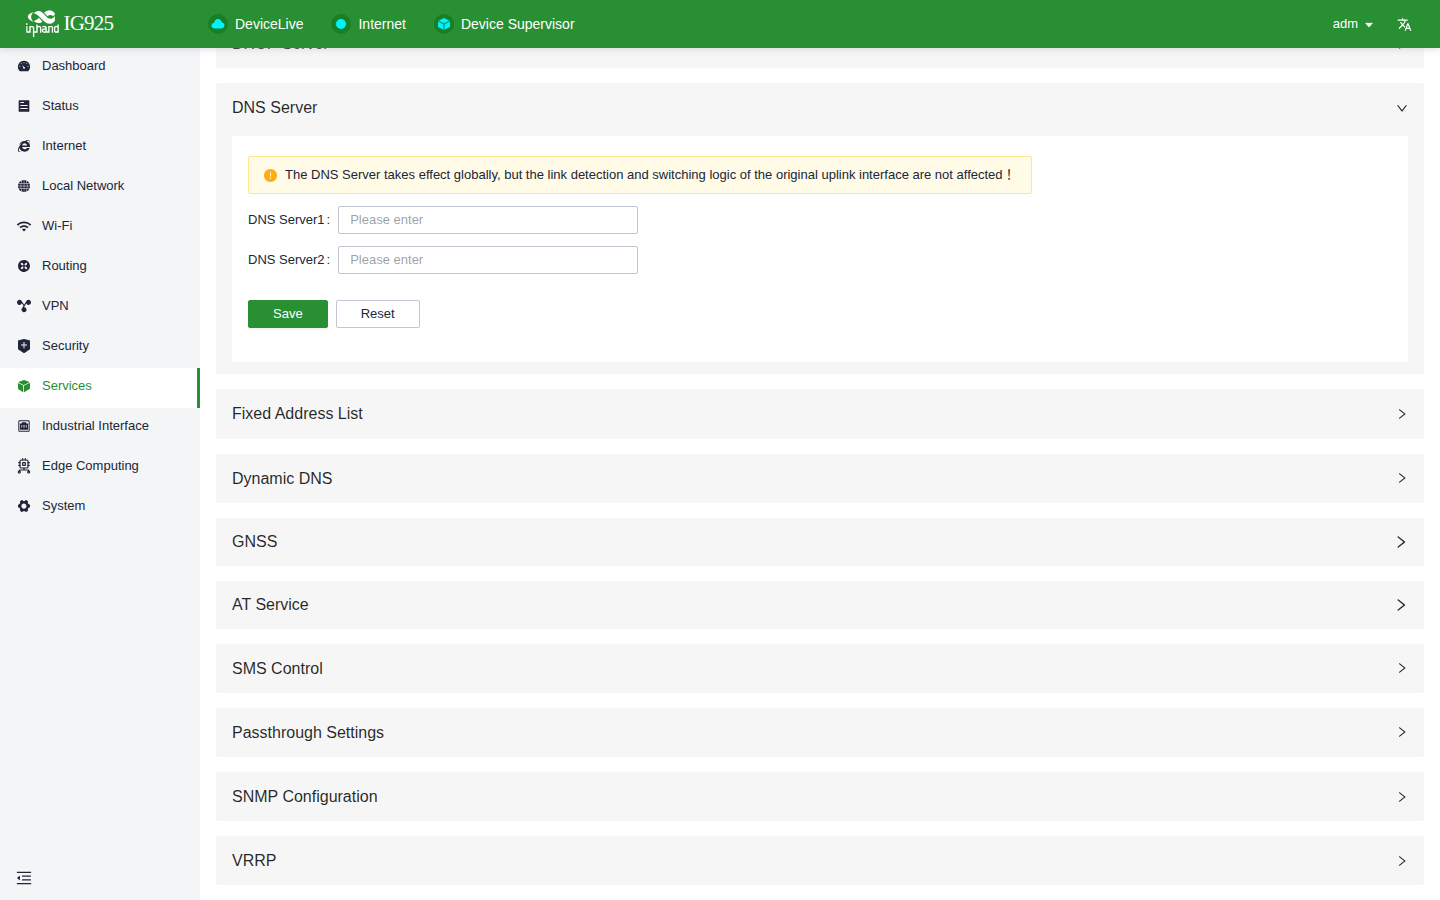 inhand IG925
DeviceLive
Internet
Device Supervisor
adm
Dashboard
Status
Internet
Local Network
Wi-Fi
Routing
VPN
Security
Services
Industrial Interface
Edge Computing
System
DNS Server
The DNS Server takes effect globally, but the link detection and switching logic of the original uplink interface are not affected！
DNS Server1 :
Please enter
DNS Server2 :
Please enter
Save
Reset
Fixed Address List
Dynamic DNS
GNSS
AT Service
SMS Control
Passthrough Settings
SNMP Configuration
VRRP